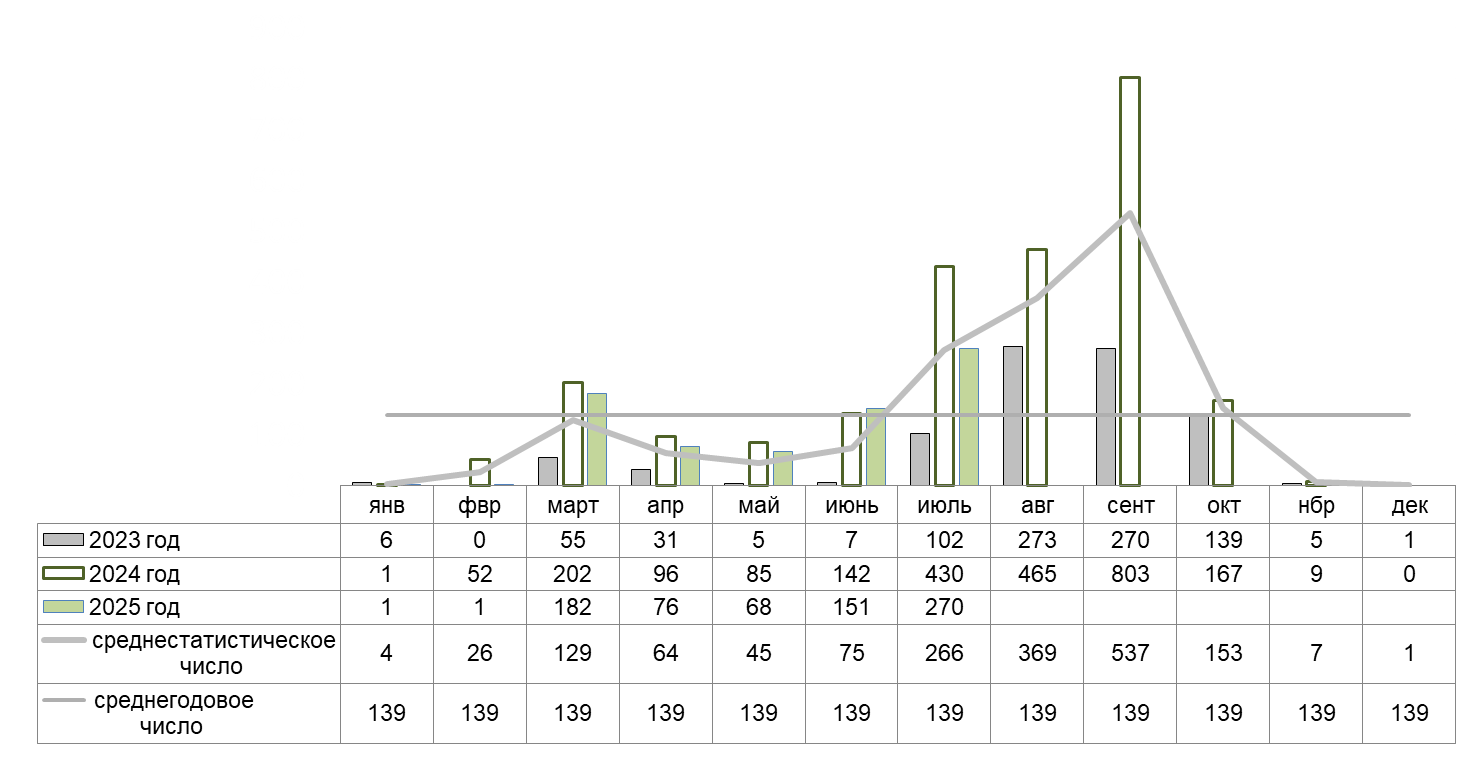 янв фвр март апр май июнь июль авг сент окт нбр дек
2023 год 6 0 55 31 5 7 102 273 270 139 5 1
2024 год 1 52 202 96 85 142 430 465 803 167 9 0
2025 год 1 1 182 76 68 151 270
среднестатистическое
число 4 26 129 64 45 75 266 369 537 153 7 1
среднегодовое
число 139 139 139 139 139 139 139 139 139 139 139 139